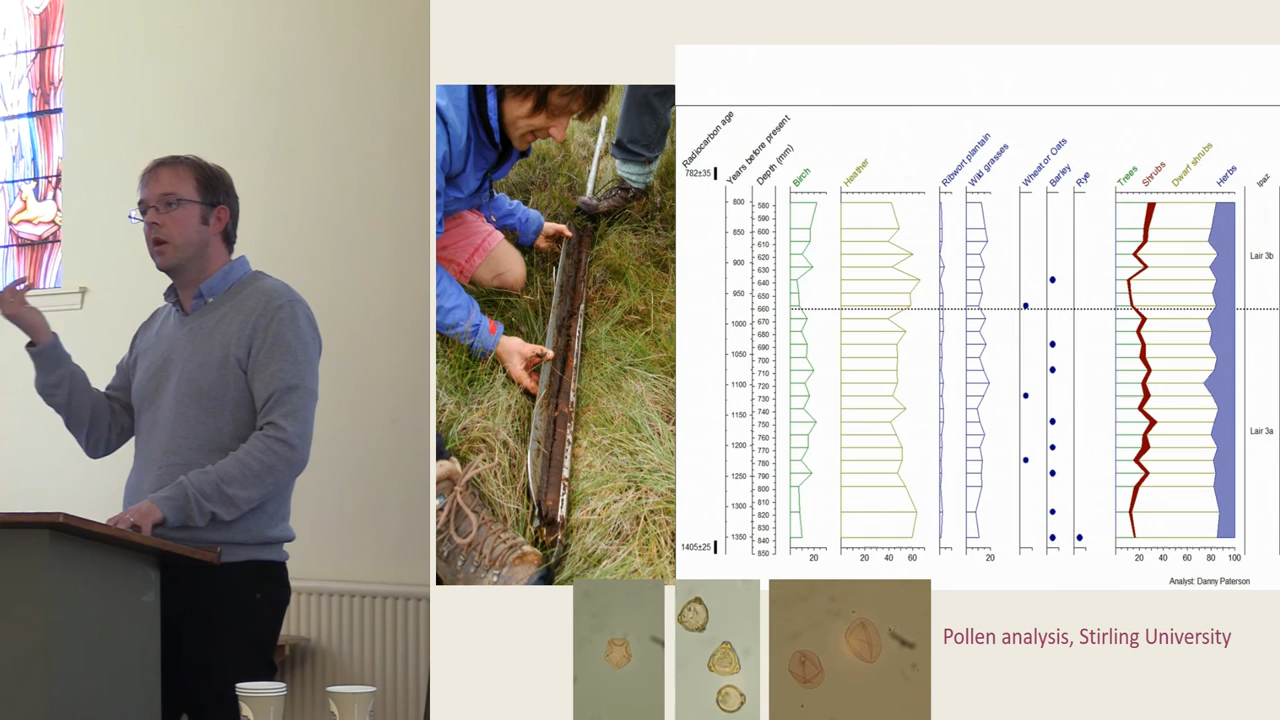 Radiocarbon age
Years before present
Depth (mm)
Birch
Heather
Ribwort plantain
Wild grasses
Wheat or Oats
Barley
Rye
Trees
Shrubs
Dwarf shrubs
Herbs
lpaz
782±35
800
850
900
950
1000
1050
1100
1150
1200
1250
1300
1350
1405±25
580
590
600
610
620
630
640
650
660
670
680
690
700
710
720
730
740
750
760
770
780
790
800
810
820
830
840
850
Lair 3b
Lair 3a
20 20 40 60 20 20 40 60 80 100
Analyst: Danny Paterson
Pollen analysis, Stirling University